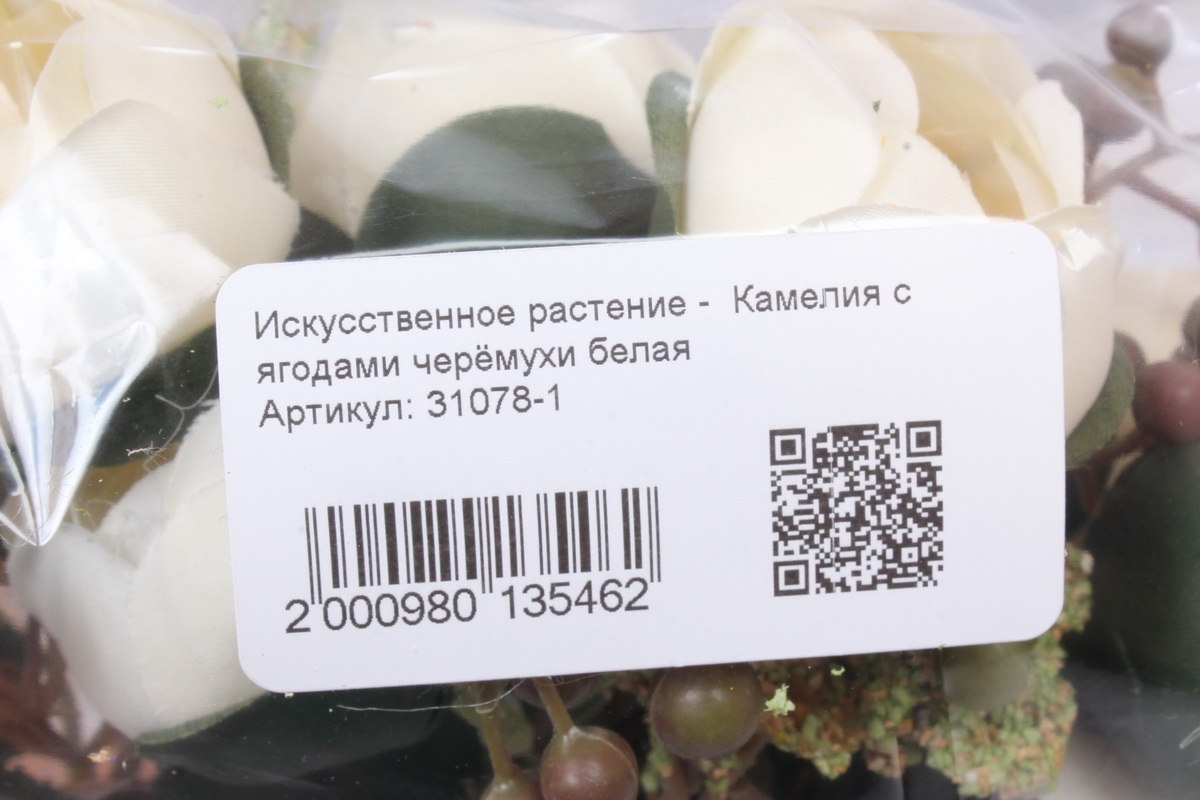 Искусственное растение - Камелия с
ягодами черёмухи белая
Артикул: 31078-1
2 000980 135462